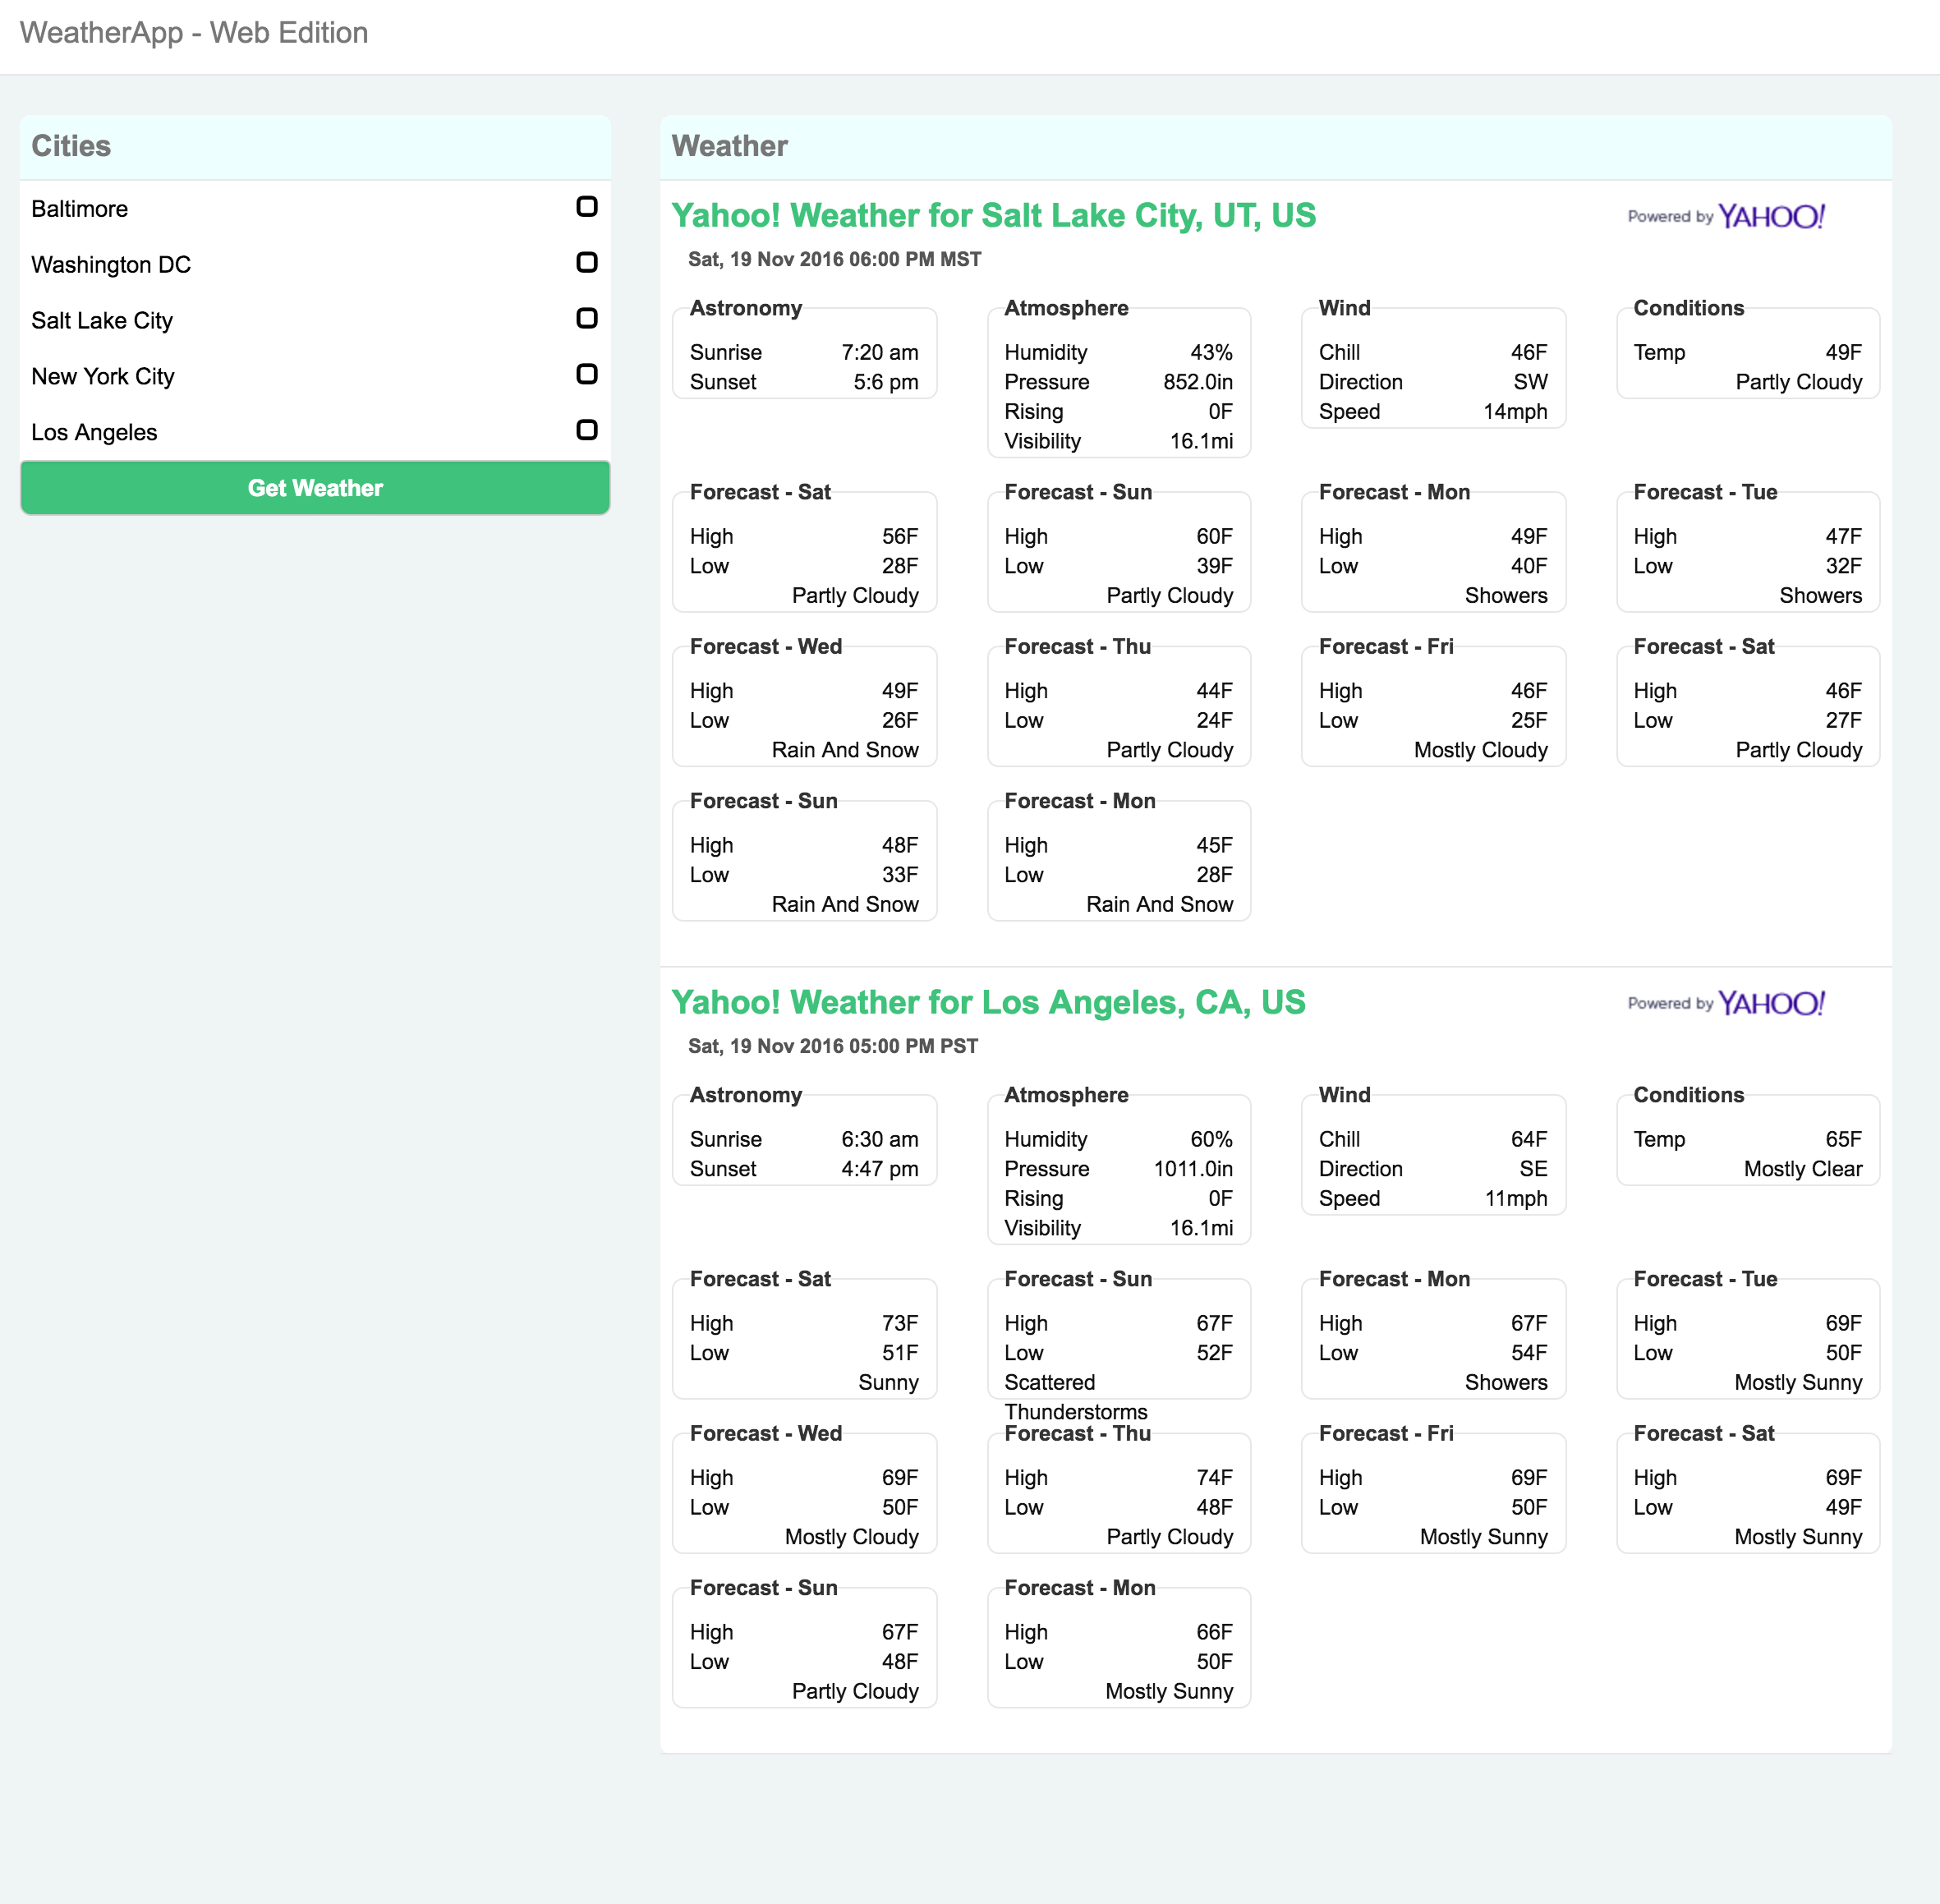 WeatherApp - Web Edition
Cities
Baltimore
Washington DC
Salt Lake City
New York City
Los Angeles
Get Weather
Weather
Yahoo! Weather for Salt Lake City, UT, US
Powered by YAHOO!
Sat, 19 Nov 2016 06:00 PM MST
Astronomy
Sunrise 7:20 am
Sunset 5:6 pm
Atmosphere
Humidity 43%
Pressure 852.0in
Rising 0F
Visibility 16.1mi
Wind
Chill 46F
Direction SW
Speed 14mph
Conditions
Temp 49F
Partly Cloudy
Forecast - Sat
High 56F
Low 28F
Partly Cloudy
Forecast - Sun
High 60F
Low 39F
Partly Cloudy
Forecast - Mon
High 49F
Low 40F
Showers
Forecast - Tue
High 47F
Low 32F
Showers
Forecast - Wed
High 49F
Low 26F
Rain And Snow
Forecast - Thu
High 44F
Low 24F
Partly Cloudy
Forecast - Fri
High 46F
Low 25F
Mostly Cloudy
Forecast - Sat
High 46F
Low 27F
Partly Cloudy
Forecast - Sun
High 48F
Low 33F
Rain And Snow
Forecast - Mon
High 45F
Low 28F
Rain And Snow
Yahoo! Weather for Los Angeles, CA, US
Powered by YAHOO!
Sat, 19 Nov 2016 05:00 PM PST
Astronomy
Sunrise 6:30 am
Sunset 4:47 pm
Atmosphere
Humidity 60%
Pressure 1011.0in
Rising 0F
Visibility 16.1mi
Wind
Chill 64F
Direction SE
Speed 11mph
Conditions
Temp 65F
Mostly Clear
Forecast - Sat
High 73F
Low 51F
Sunny
Forecast - Sun
High 67F
Low 52F
Scattered
Thunderstorms
Forecast - Mon
High 67F
Low 54F
Showers
Forecast - Tue
High 69F
Low 50F
Mostly Sunny
Forecast - Wed
High 69F
Low 50F
Mostly Cloudy
Forecast - Thu
High 74F
Low 48F
Partly Cloudy
Forecast - Fri
High 69F
Low 50F
Mostly Sunny
Forecast - Sat
High 69F
Low 49F
Mostly Sunny
Forecast - Sun
High 67F
Low 48F
Partly Cloudy
Forecast - Mon
High 66F
Low 50F
Mostly Sunny